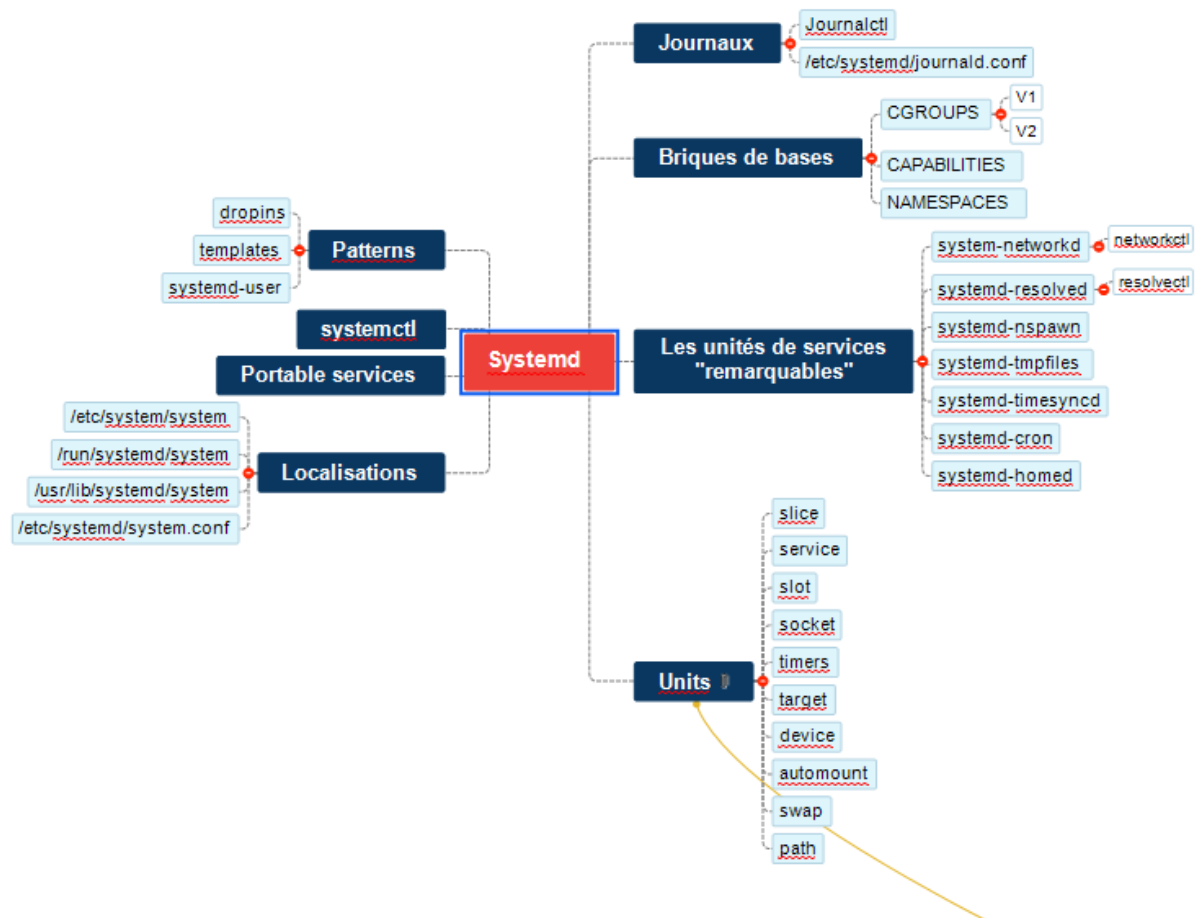 Systemd
Journaux
Journalctl
/etc/systemd/journald.conf
Briques de bases
CGROUPS
V1
V2
CAPABILITIES
NAMESPACES
Les unités de services
"remarquables"
system-networkd
networkctl
systemd-resolved
resolvectl
systemd-nspawn
systemd-tmpfiles
systemd-timesyncd
systemd-cron
systemd-homed
Units
slice
service
slot
socket
timers
target
device
automount
swap
path
Patterns
dropins
templates
systemd-user
systemctl
Portable services
Localisations
/etc/system/system
/run/systemd/system
/usr/lib/systemd/system
/etc/systemd/system.conf